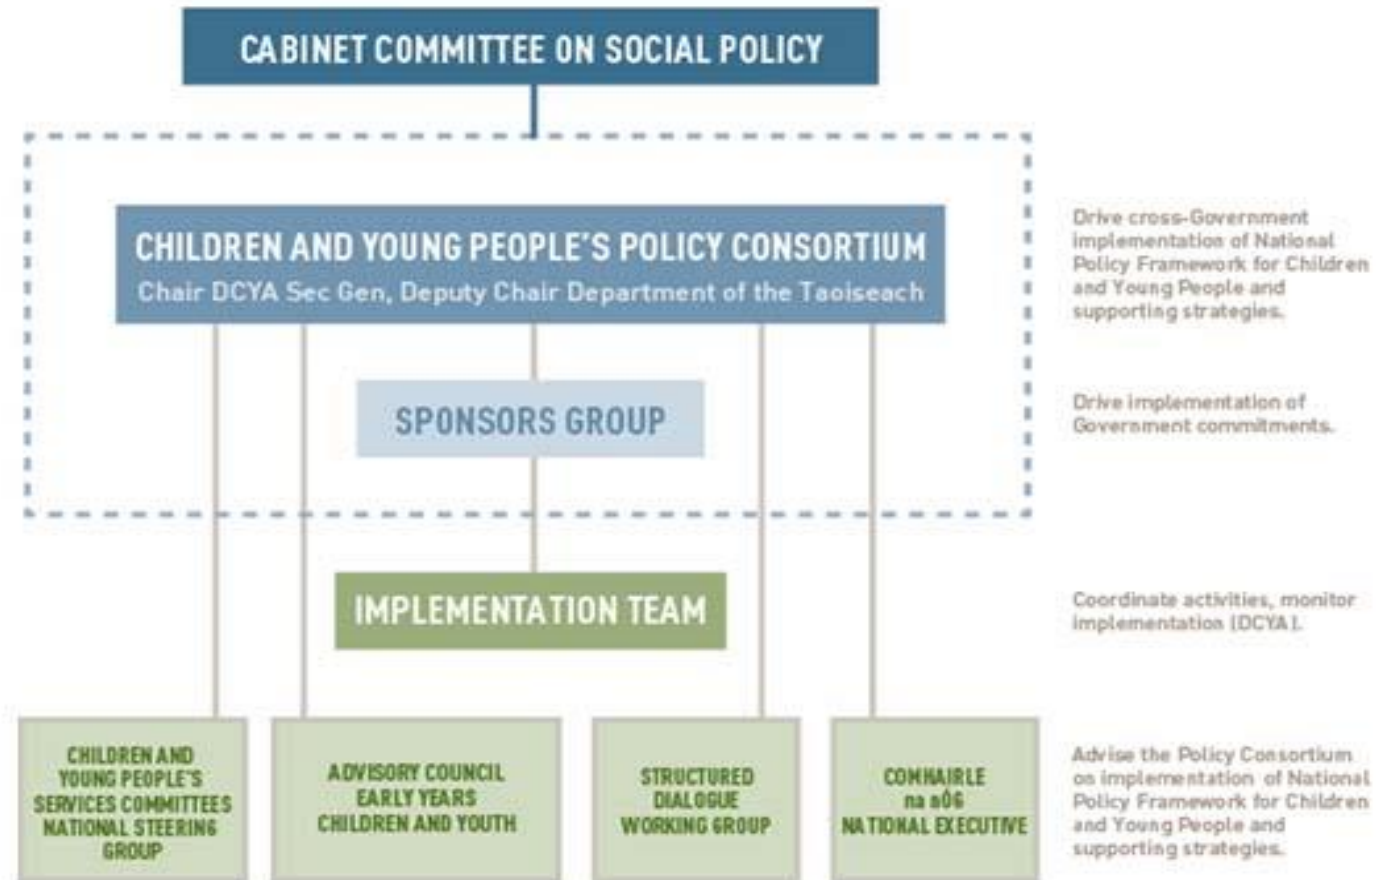 CABINET COMMITTEE ON SOCIAL POLICY
CHILDREN AND YOUNG PEOPLE'S POLICY CONSORTIUM
Chair DCYA Sec Gen, Deputy Chair Department of the Taoiseach
Drive cross-Government
implementation of National
Policy Framework for Children
and Young People and
supporting strategies.
SPONSORS GROUP
Drive implementation of
Government commitments.
IMPLEMENTATION TEAM
Coordinate activities, monitor
implementation (DCYA).
CHILDREN AND
YOUNG PEOPLE'S
SERVICES COMMITTEES
NATIONAL STEERING
GROUP
ADVISORY COUNCIL
EARLY YEARS
CHILDREN AND YOUTH
STRUCTURED
DIALOGUE
WORKING GROUP
COMHAIRLE
na nÓG
NATIONAL EXECUTIVE
Advise the Policy Consortium
on implementation of National
Policy Framework for Children
and Young People and
supporting strategies.